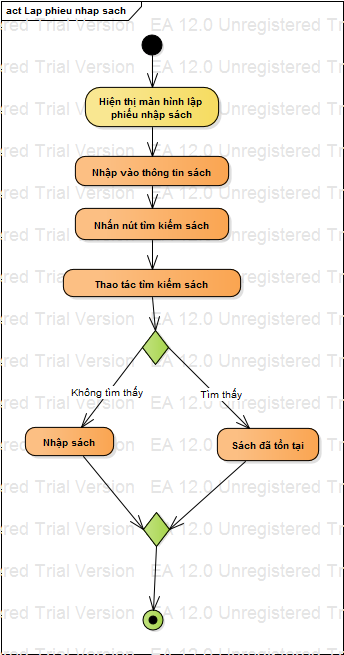 act Lap phieu nhap sach
Hiện thị màn hình lập
phiếu nhập sách
Nhập vào thông tin sách
Nhấn nút tìm kiếm sách
Thao tác tìm kiếm sách
Không tìm thấy
Tìm thấy
Nhập sách
Sách đã tồn tại
EA 12.0 Unregistered Trial Version